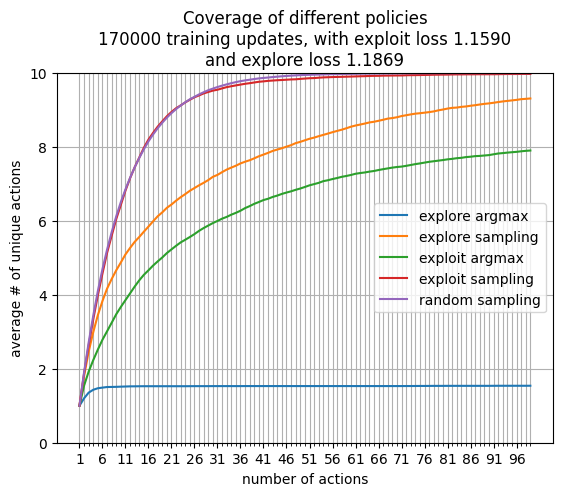 Coverage of different policies
170000 training updates, with exploit loss 1.1590
and explore loss 1.1869
average # of unique actions
10
8
6
4
2
0
explore argmax
explore sampling
exploit argmax
exploit sampling
random sampling
1 6 11 16 21 26 31 36 41 46 51 56 61 66 71 76 81 86 91 96
number of actions